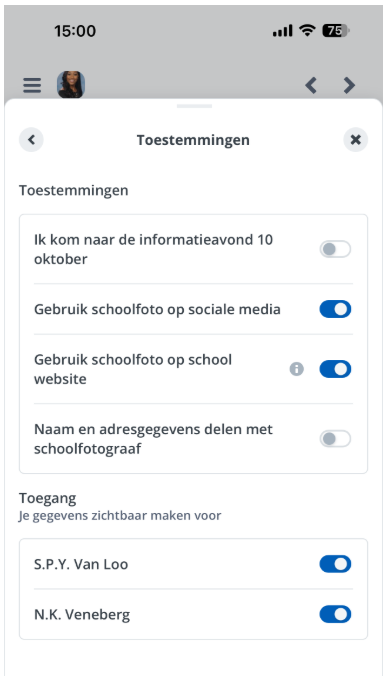 15:00
75
Toestemmingen
Toestemmingen
Ik kom naar de informatieavond 10
oktober
Gebruik schoolfoto op sociale media
Gebruik schoolfoto op school
website
Naam en adresgegevens delen met
schoolfotograaf
Toegang
Je gegevens zichtbaar maken voor
S.P.Y. Van Loo
N.K. Veneberg